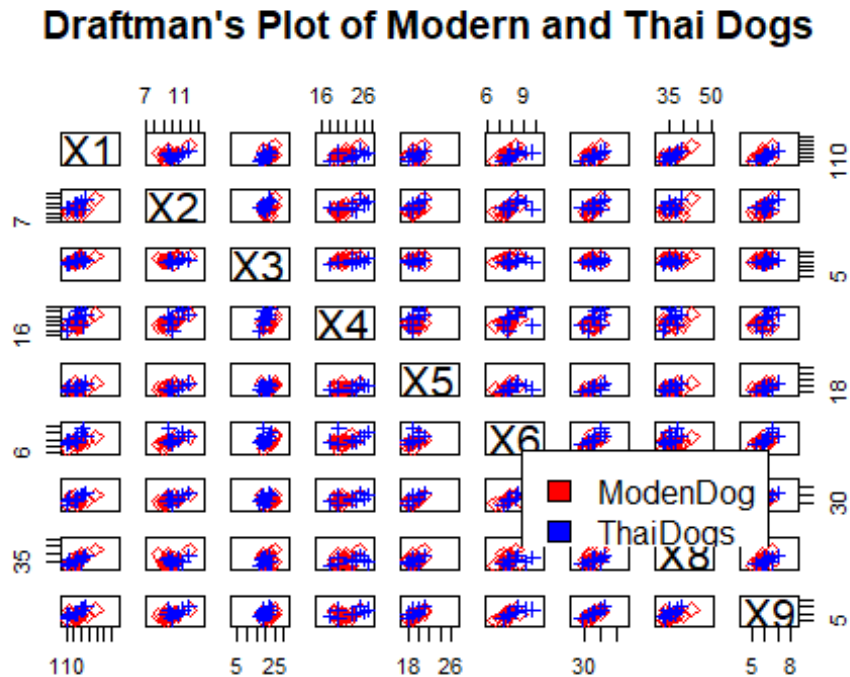 Draftman's Plot of Modern and Thai Dogs
7 11 16 26 6 9 35 50
X1 110
7 X2
X3 5
16 X4
X5 18
6 X6
ModenDog 30
ThaiDogs
35 X8
X9 5
110 5 25 18 26 30 5 8